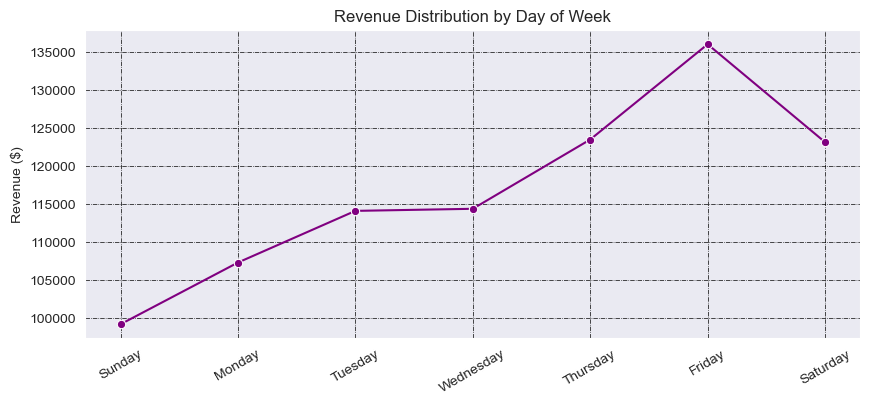 Revenue Distribution by Day of Week
Revenue ($)
135000
130000
125000
120000
115000
110000
105000
100000
Sunday
Monday
Tuesday
Wednesday
Thursday
Friday
Saturday